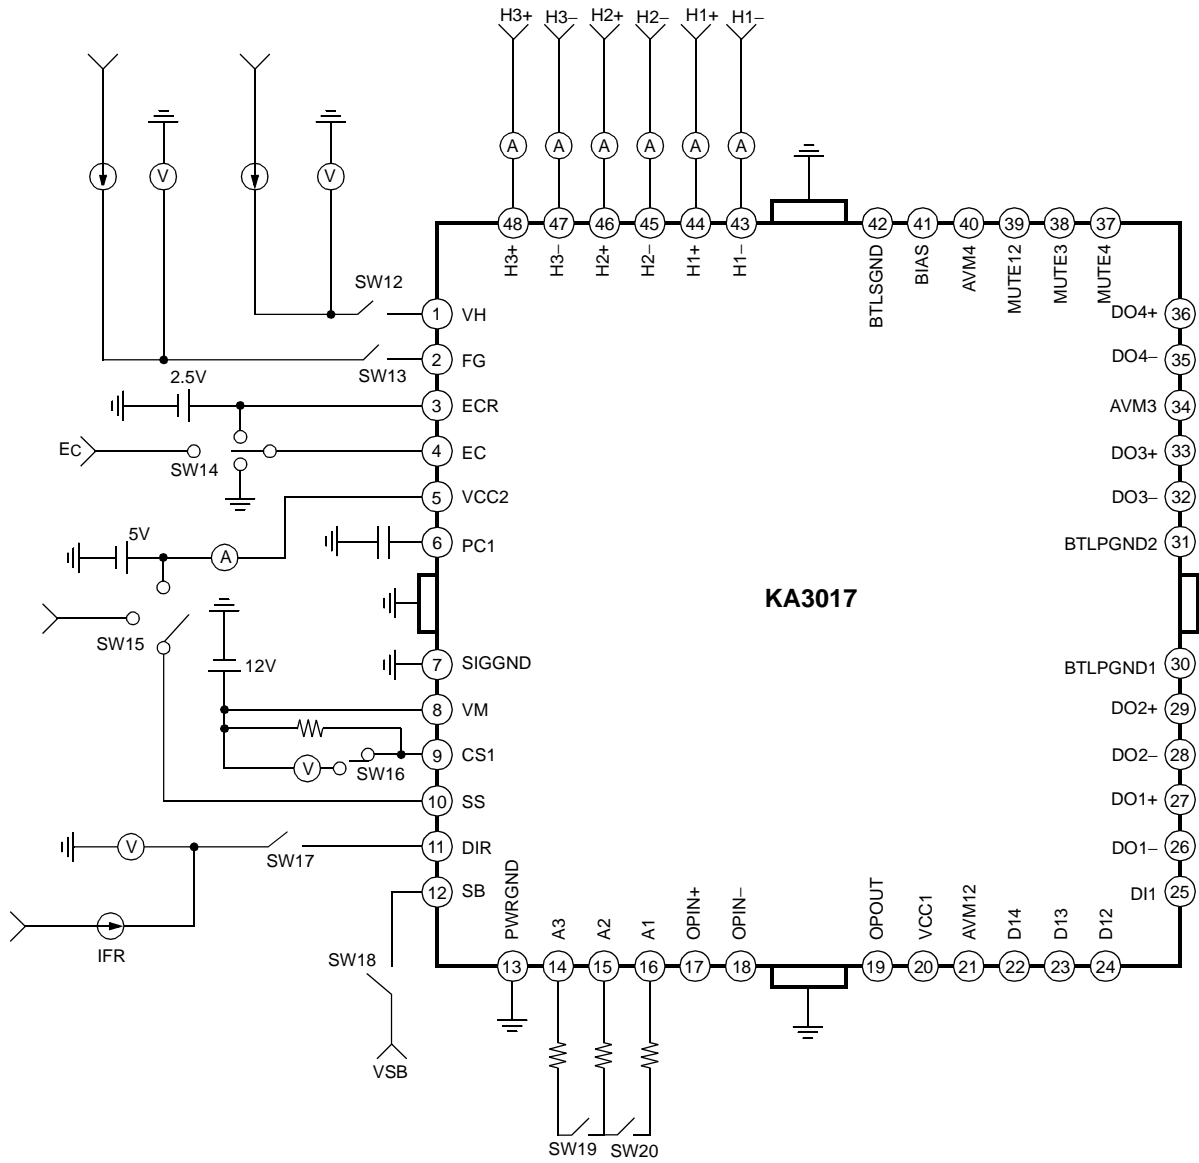 H3+ H3− H2+ H2− H1+ H1−
V V A A A A A A
48 47 46 45 44 43 42 41 40 39 38 37
H3+ H3− H2+ H2− H1+ H1− BTLSGND BIAS AVM4 MUTE12 MUTE3 MUTE4
SW12
1 VH DO4+ 36
2 FG DO4− 35
SW13
2.5V
3 ECR AVM3 34
EC
4 EC DO3+ 33
SW14
5 VCC2 DO3− 32
5V
A
6 PC1 BTLPGND2 31
KA3017
SW15
12V
7 SIGGND BTLPGND1 30
8 VM DO2+ 29
9 CS1 DO2− 28
V SW16
10 SS DO1+ 27
V
11 DIR DO1− 26
SW17
12 SB DI1 25
IFR
PWRGND A3 A2 A1 OPIN+ OPIN− OPOUT VCC1 AVM12 D14 D13 D12
13 14 15 16 17 18 19 20 21 22 23 24
SW18
VSB
SW19 SW20